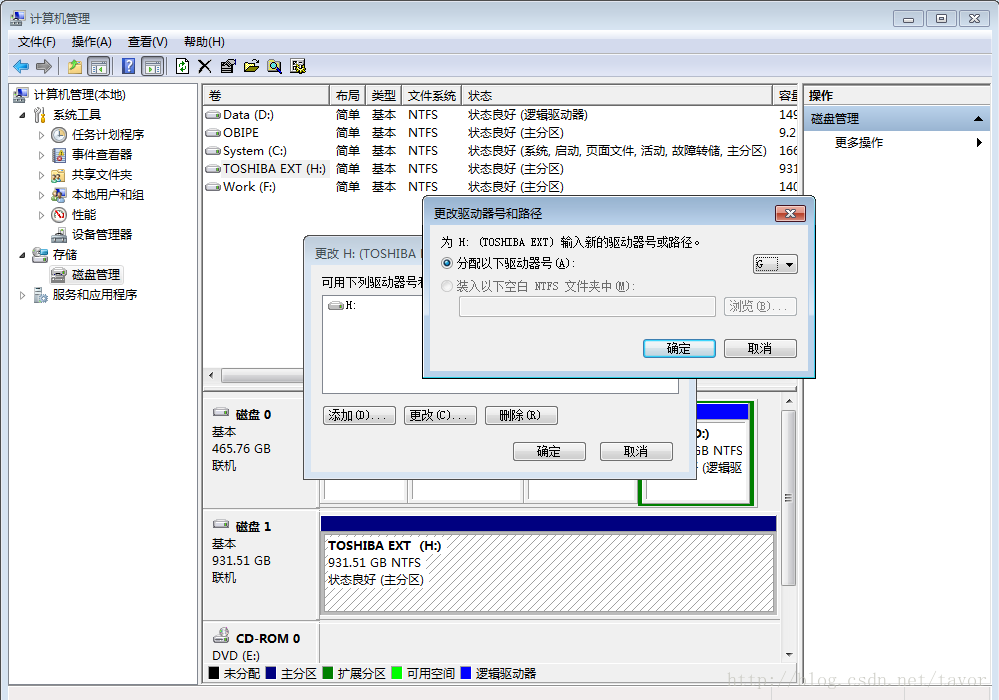 计算机管理
文件(F) 操作(A) 查看(V) 帮助(H)
计算机管理(本地)
系统工具
任务计划程序
事件查看器
共享文件夹
本地用户和组
性能
设备管理器
存储
磁盘管理
服务和应用程序
卷 布局 类型 文件系统 状态 容量
Data (D:) 简单 基本 NTFS 状态良好 (逻辑驱动器) 149
OBIPE 简单 基本 NTFS 状态良好 (主分区) 9.2
System (C:) 简单 基本 NTFS 状态良好 (系统, 启动, 页面文件, 活动, 故障转储, 主分区) 166
TOSHIBA EXT (H:) 简单 基本 NTFS 状态良好 (主分区) 931
Work (F:) 简单 基本 NTFS 状态良好 (主分区) 140
操作
磁盘管理
更多操作
更改 H: (TOSHIBA
可用下列驱动器号和
H:
添加(D)... 更改(C)... 删除(R)
确定 取消
更改驱动器号和路径
为 H: (TOSHIBA EXT) 输入新的驱动器号或路径。
分配以下驱动器号(A): G
装入以下空白 NTFS 文件夹中(M):
浏览(B)...
确定 取消
磁盘 0
基本
465.76 GB
联机
D:)
GB NTFS
(逻辑驱
磁盘 1
基本
931.51 GB
联机
TOSHIBA EXT (H:)
931.51 GB NTFS
状态良好 (主分区)
CD-ROM 0
DVD (E:)
未分配 主分区 扩展分区 可用空间 逻辑驱动器
http://blog.csdn.net/tavor